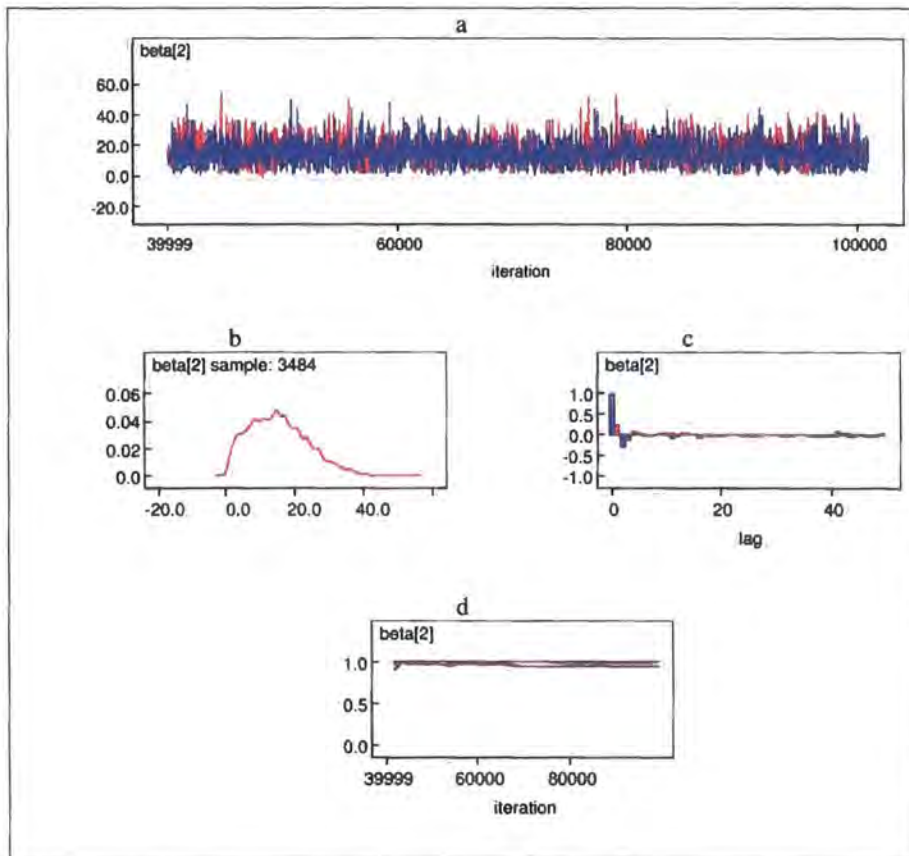 a
beta[2]
60.0
40.0
20.0
0.0
-20.0
39999 60000 80000 100000
iteration
b
beta[2] sample: 3484
0.06
0.04
0.02
0.0
-20.0 0.0 20.0 40.0
c
beta[2]
1.0
0.5
0.0
-0.5
-1.0
0 20 40
lag
d
beta[2]
1.0
0.5
0.0
39999 60000 80000
iteration